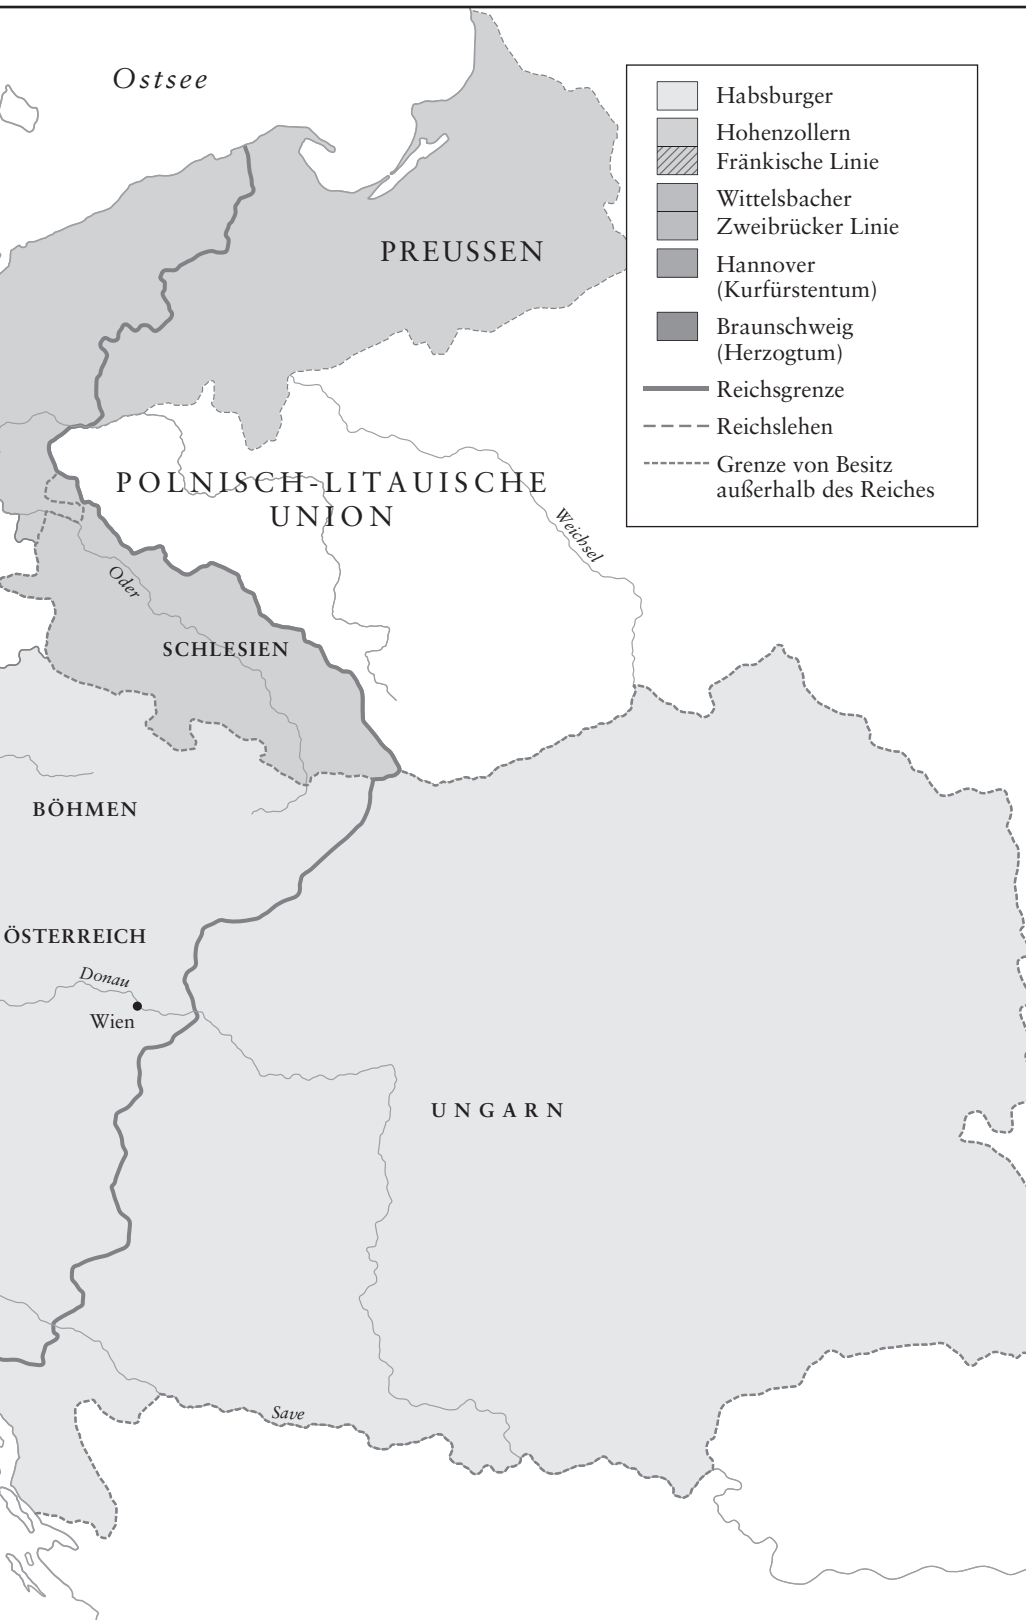 Ostsee
Habsburger
Hohenzollern
Fränkische Linie
Wittelsbacher
Zweibrücker Linie
Hannover
(Kurfürstentum)
Braunschweig
(Herzogtum)
Reichsgrenze
Reichslehen
Grenze von Besitz
außerhalb des Reiches
PREUSSEN
POLNISCH-LITAUISCHE
UNION
Weichsel
Oder
SCHLESIEN
BÖHMEN
ÖSTERREICH
Donau
Wien
UNGARN
Save